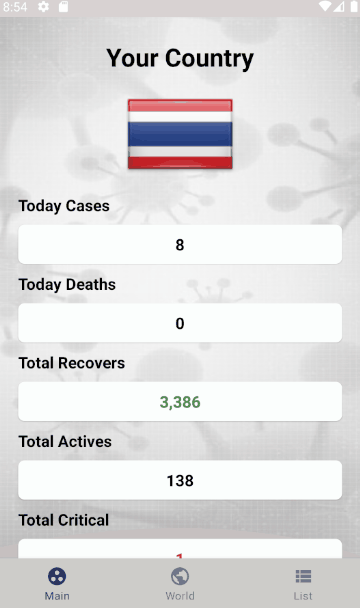 8:54
Your Country
Today Cases
8
Today Deaths
0
Total Recovers
3,386
Total Actives
138
Total Critical
1
Main World List